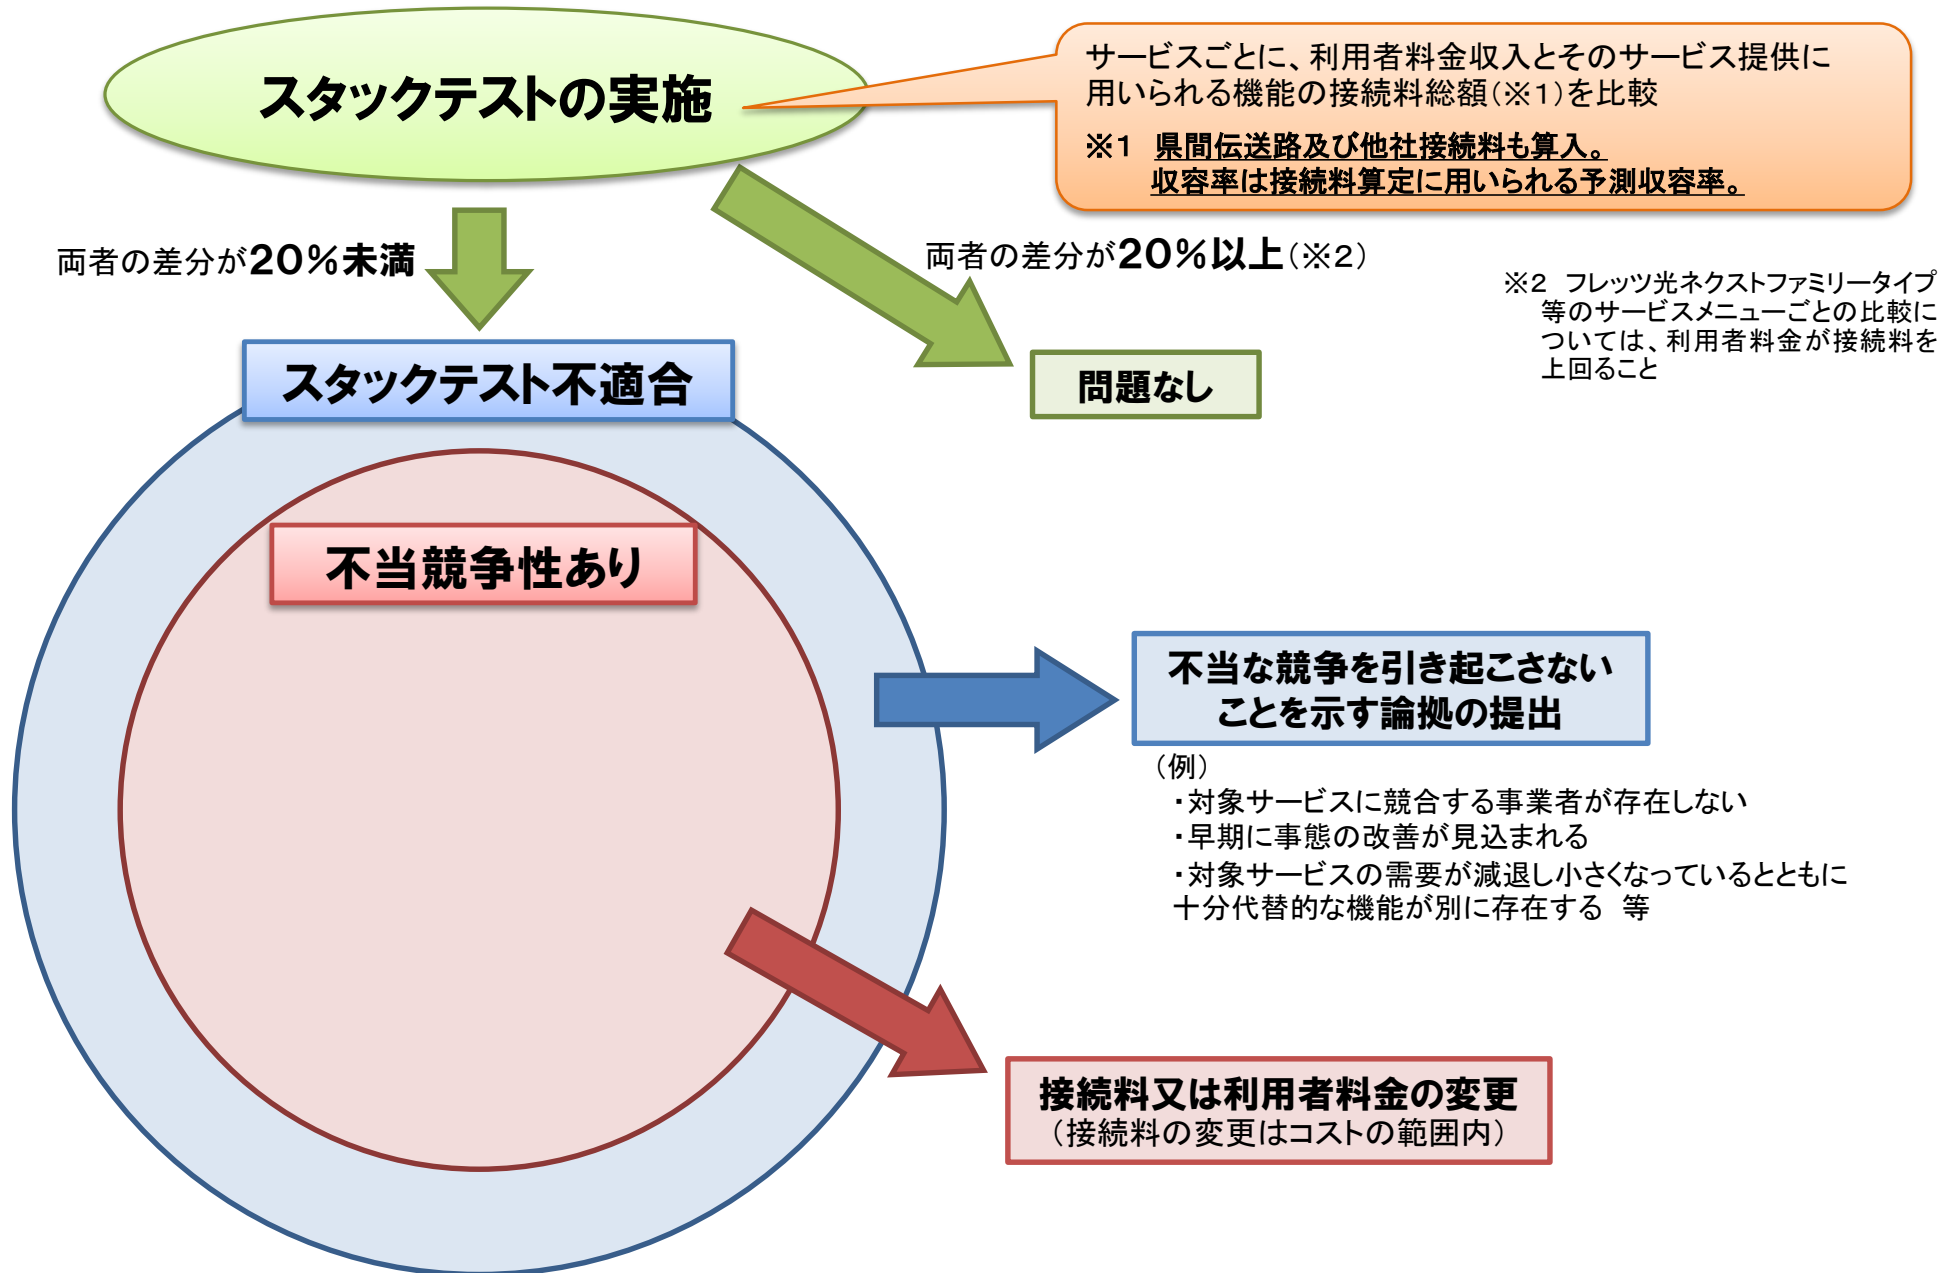 スタックテストの実施
サービスごとに、利用者料金収入とそのサービス提供に
用いられる機能の接続料総額(※1)を比較
※1 県間伝送路及び他社接続料も算入。
収容率は接続料算定に用いられる予測収容率。
両者の差分が20%未満
両者の差分が20%以上(※2)
※2 フレッツ光ネクストファミリータイプ
等のサービスメニューごとの比較に
ついては、利用者料金が接続料を
上回ること
スタックテスト不適合
問題なし
不当競争性あり
不当な競争を引き起こさない
ことを示す論拠の提出
(例)
・対象サービスに競合する事業者が存在しない
・早期に事態の改善が見込まれる
・対象サービスの需要が減退し小さくなっているとともに
十分代替的な機能が別に存在する 等
接続料又は利用者料金の変更
(接続料の変更はコストの範囲内)